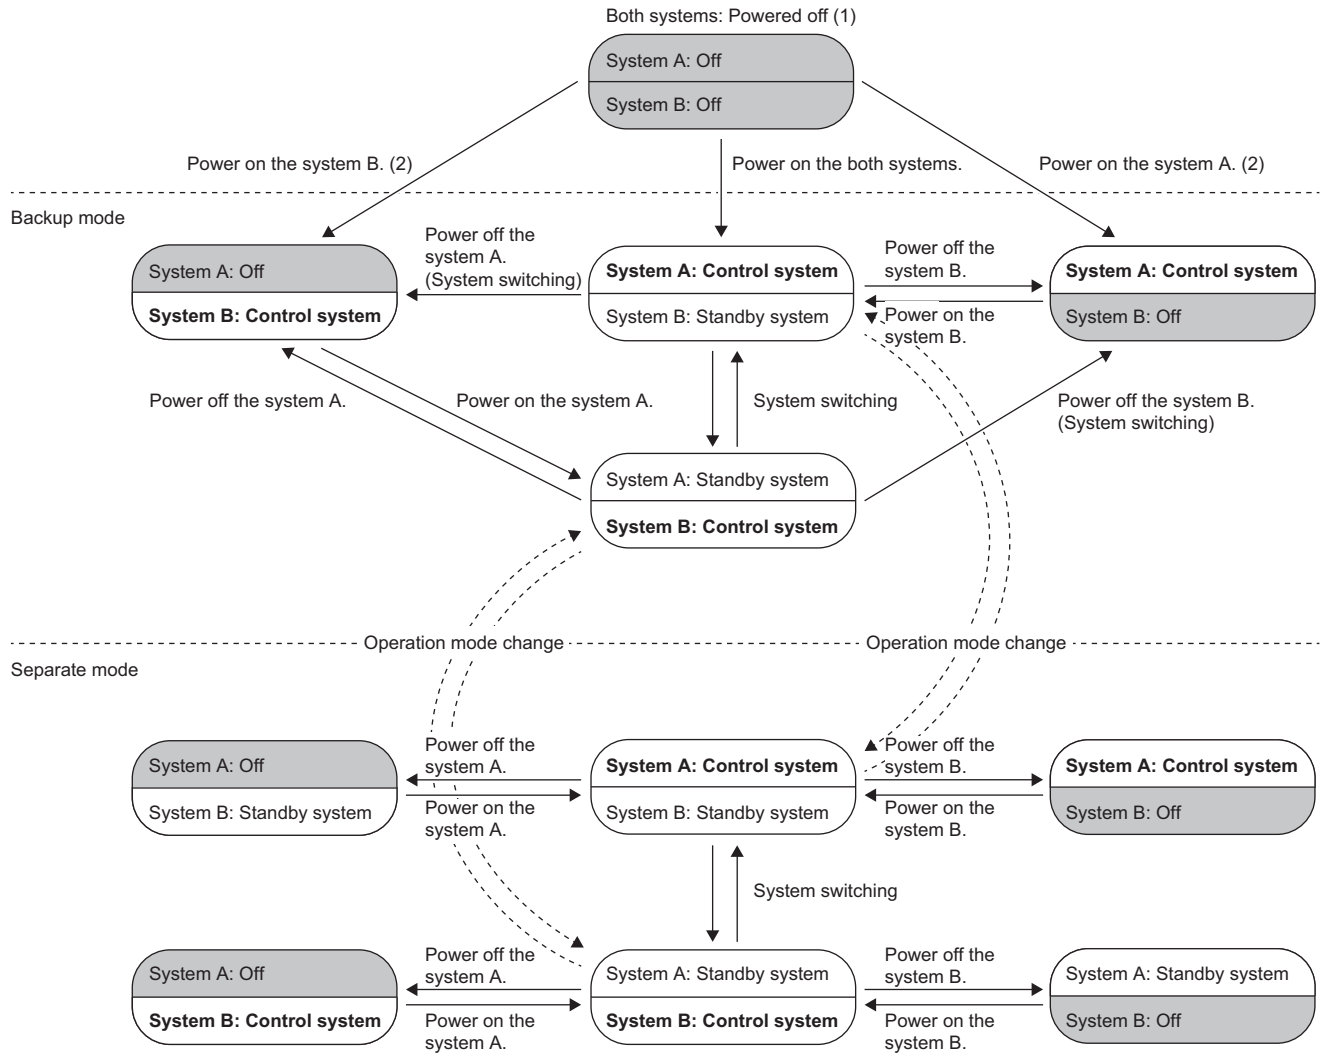 Both systems: Powered off (1)
System A: Off
System B: Off
Power on the system B. (2)
Power on the both systems.
Power on the system A. (2)
Backup mode
System A: Off
System B: Control system
Power off the
system A.
(System switching)
System A: Control system
System B: Standby system
Power off the
system B.
Power on the
system B.
System A: Control system
System B: Off
Power off the system A.
Power on the system A.
System switching
Power off the system B.
(System switching)
System A: Standby system
System B: Control system
Operation mode change
Operation mode change
Separate mode
System A: Off
System B: Standby system
Power off the
system A.
Power on the
system A.
System A: Control system
System B: Standby system
Power off the
system B.
Power on the
system B.
System A: Control system
System B: Off
System switching
System A: Off
System B: Control system
Power off the
system A.
Power on the
system A.
System A: Standby system
System B: Control system
Power off the
system B.
Power on the
system B.
System A: Standby system
System B: Off